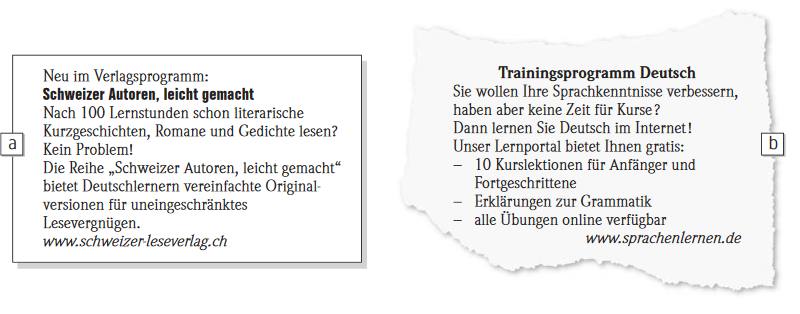 a
Neu im Verlagsprogramm:
Schweizer Autoren, leicht gemacht
Nach 100 Lernstunden schon literarische
Kurzgeschichten, Romane und Gedichte lesen?
Kein Problem!
Die Reihe „Schweizer Autoren, leicht gemacht“
bietet Deutschlernern vereinfachte Original-
versionen für uneingeschränktes
Lesevergnügen.
www.schweizer-leseverlag.ch
b
Trainingsprogramm Deutsch
Sie wollen Ihre Sprachkenntnisse verbessern,
haben aber keine Zeit für Kurse?
Dann lernen Sie Deutsch im Internet!
Unser Lernportal bietet Ihnen gratis:
– 10 Kurslektionen für Anfänger und
Fortgeschrittene
– Erklärungen zur Grammatik
– alle Übungen online verfügbar
www.sprachenlernen.de